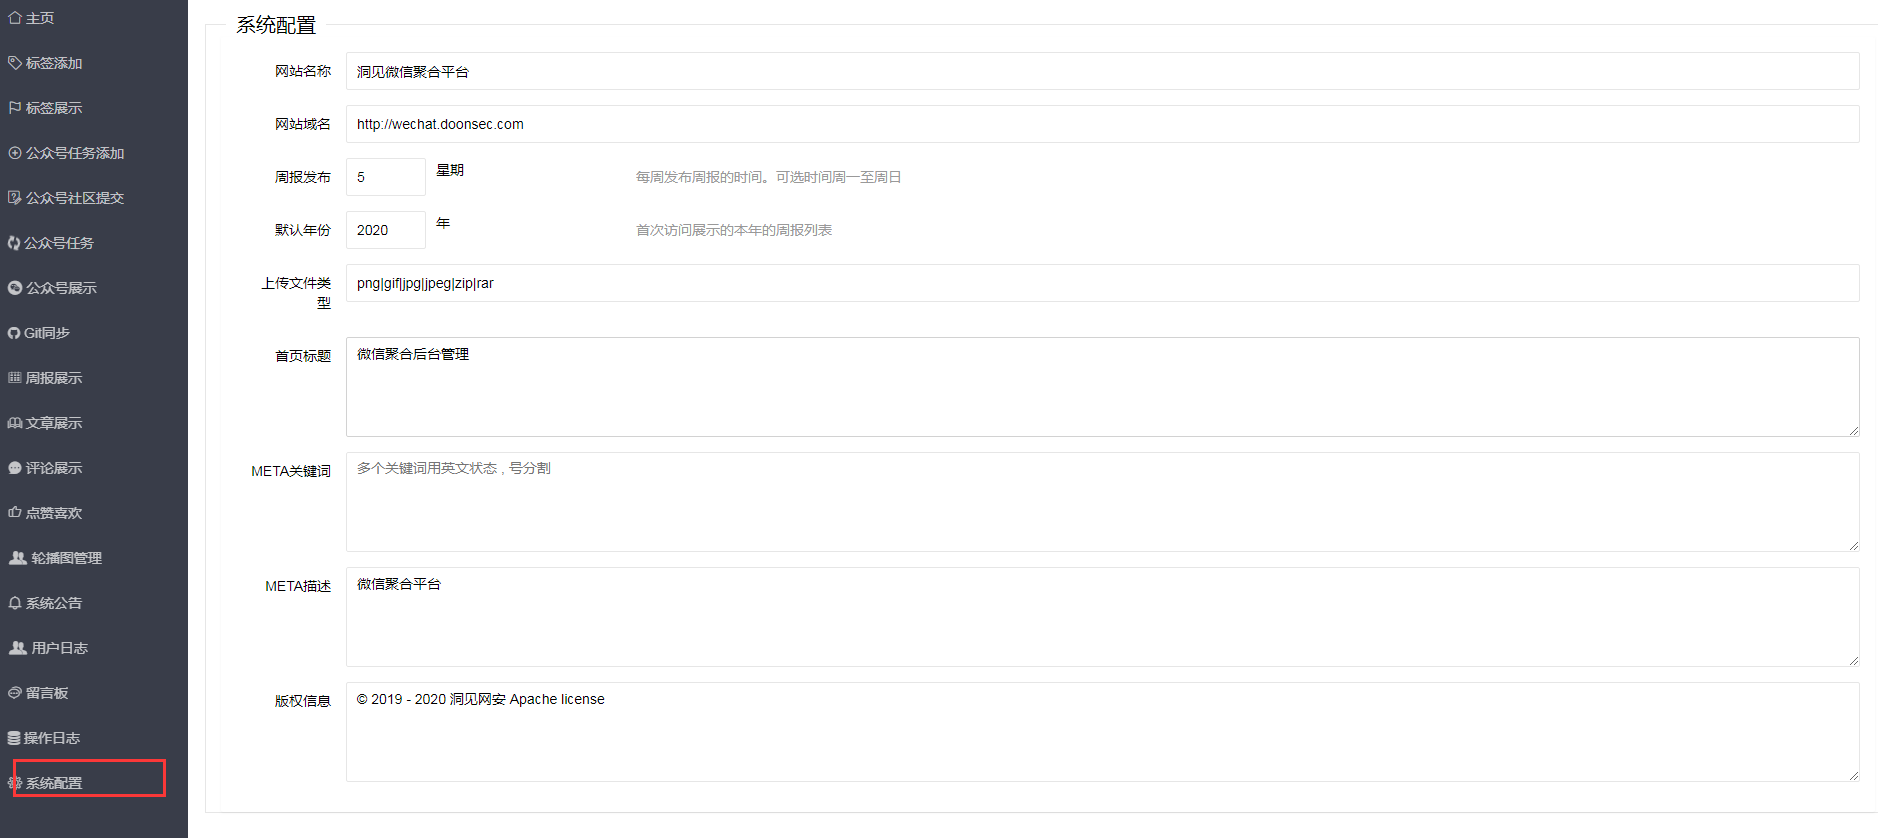 主页
标签添加
标签展示
公众号任务添加
公众号社区提交
公众号任务
公众号展示
Git同步
周报展示
文章展示
评论展示
点赞喜欢
轮播图管理
系统公告
用户日志
留言板
操作日志
系统配置
系统配置
网站名称 洞见微信聚合平台
网站域名 http://wechat.doonsec.com
周报发布 5 星期 每周发布周报的时间。可选时间周一至周日
默认年份 2020 年 首次访问展示的本年的周报列表
上传文件类 png|gif|jpg|jpeg|zip|rar
型
首页标题 微信聚合后台管理
META关键词 多个关键词用英文状态 , 号分割
META描述 微信聚合平台
版权信息 © 2019 - 2020 洞见网安 Apache license